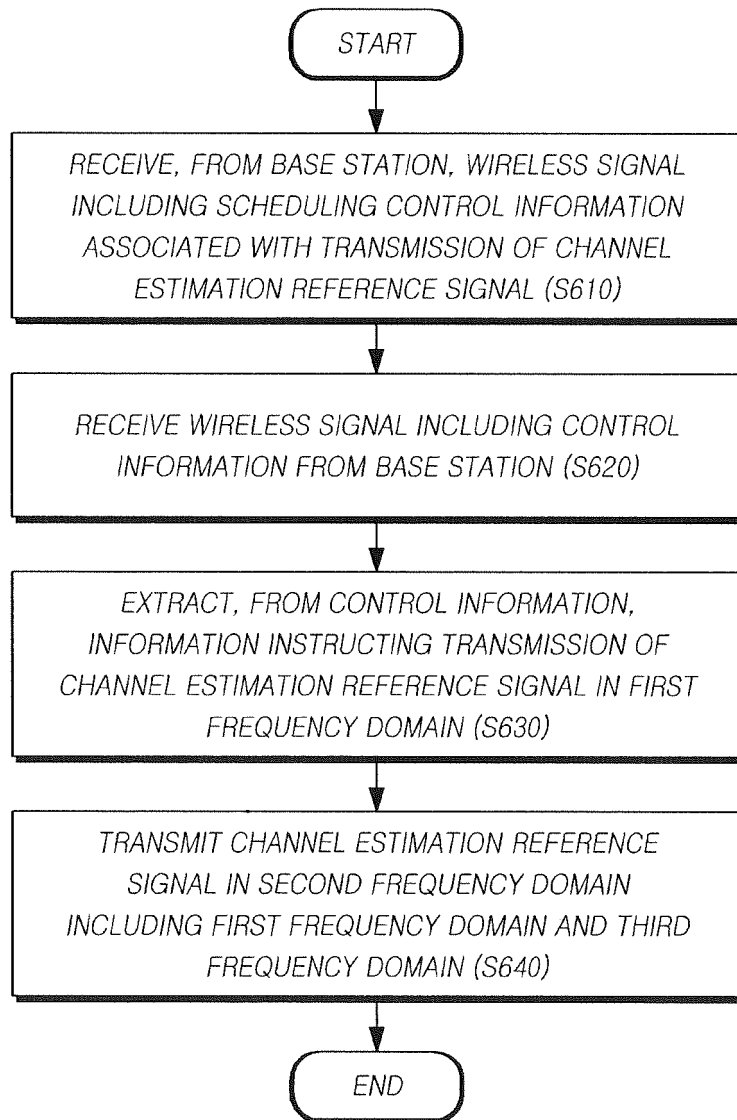 START
RECEIVE, FROM BASE STATION, WIRELESS SIGNAL
INCLUDING SCHEDULING CONTROL INFORMATION
ASSOCIATED WITH TRANSMISSION OF CHANNEL
ESTIMATION REFERENCE SIGNAL (S610)
RECEIVE WIRELESS SIGNAL INCLUDING CONTROL
INFORMATION FROM BASE STATION (S620)
EXTRACT, FROM CONTROL INFORMATION,
INFORMATION INSTRUCTING TRANSMISSION OF
CHANNEL ESTIMATION REFERENCE SIGNAL IN FIRST
FREQUENCY DOMAIN (S630)
TRANSMIT CHANNEL ESTIMATION REFERENCE
SIGNAL IN SECOND FREQUENCY DOMAIN
INCLUDING FIRST FREQUENCY DOMAIN AND THIRD
FREQUENCY DOMAIN (S640)
END